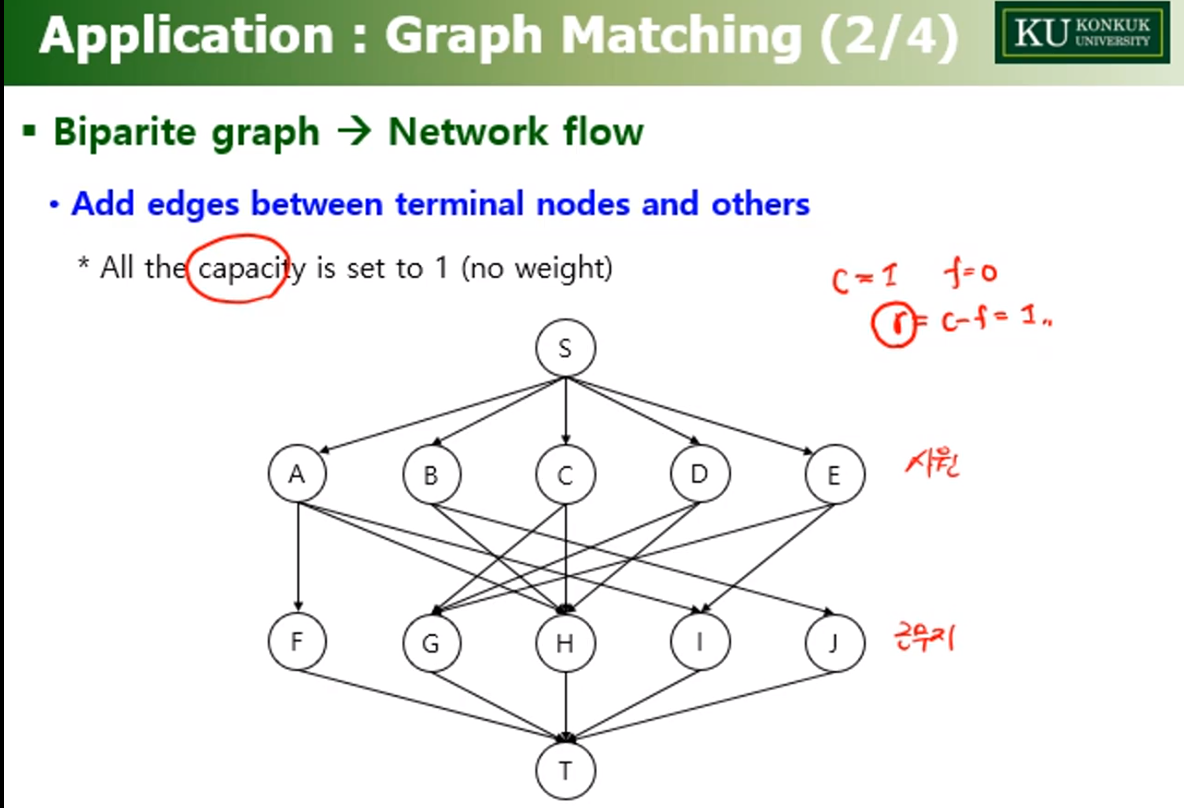 Application : Graph Matching (2/4)
KU KONKUK UNIVERSITY
▪ Biparite graph → Network flow
• Add edges between terminal nodes and others
* All the capacity is set to 1 (no weight)
c = 1 f=0
r = c-f = 1..
S
A B C D E 사원
F G H I J 근무지
T